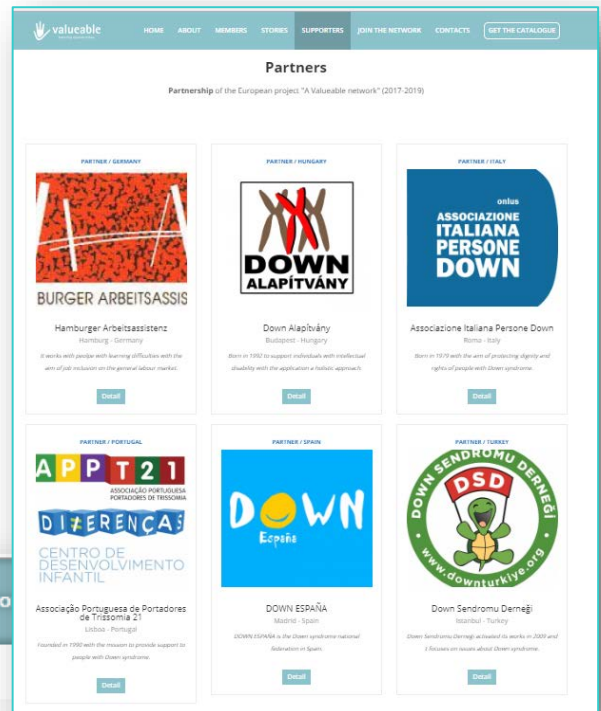 valueable
HOME ABOUT MEMBERS STORIES SUPPORTERS JOIN THE NETWORK CONTACTS GET THE CATALOGUE
Partners
Partnership of the European project "A Valueable network" (2017-2019)
PARTNER / GERMANY
BURGER ARBEITSASSIS
Hamburger Arbeitsassistenz
Hamburg - Germany
It works with people with learning difficulties with the
aim of job inclusion on the general labour market.
Detail
PARTNER / HUNGARY
DOWN
ALAPÍTVÁNY
Down Alapítvány
Budapest - Hungary
Born in 1992 to support individuals with intellectual
disability with the application a holistic approach.
Detail
PARTNER / ITALY
onlus
ASSOCIAZIONE
ITALIANA
PERSONE
DOWN
Associazione Italiana Persone Down
Roma - Italy
Born in 1979 with the aim of protecting dignity and
rights of people with Down syndrome.
Detail
PARTNER / PORTUGAL
APPT21
ASSOCIAÇÃO PORTUGUESA
PORTADORES DE TRISSOMIA
DI≠ERENÇAS
CENTRO DE
DESENVOLVIMENTO
INFANTIL
Associação Portuguesa de Portadores
de Trissomia 21
Lisboa - Portugal
Founded in 1990 with the mission to provide support to
people with Down syndrome.
Detail
PARTNER / SPAIN
DOWN
España
DOWN ESPAÑA
Madrid - Spain
DOWN ESPAÑA is the Down syndrome national
federation in Spain.
Detail
PARTNER / TURKEY
DOWN SENDROMU DERNEĞİ
DSD
www.downturkiye.org
Down Sendromu Derneği
Istanbul - Turkey
Down Sendromu Derneği activated its works in 2009 and
focuses on issues about Down syndrome.
Detail